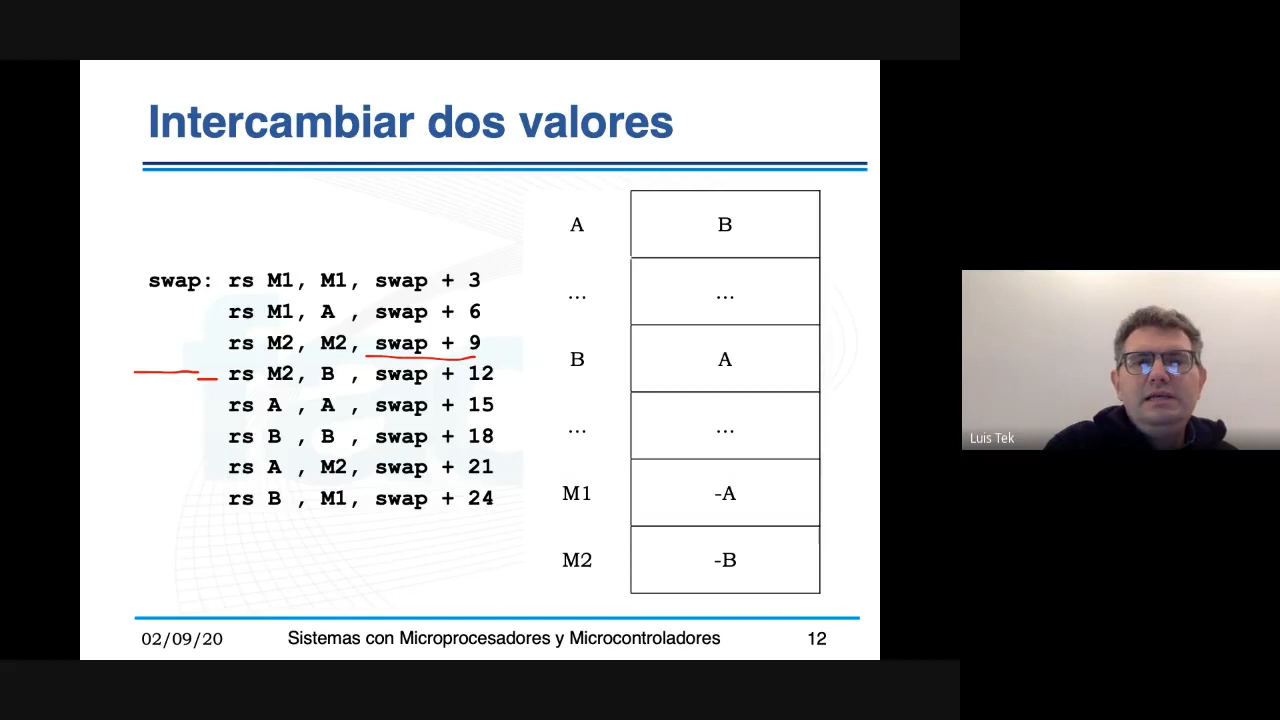 Intercambiar dos valores
swap: rs M1, M1, swap + 3
rs M1, A , swap + 6
rs M2, M2, swap + 9
rs M2, B , swap + 12
rs A , A , swap + 15
rs B , B , swap + 18
rs A , M2, swap + 21
rs B , M1, swap + 24
A B
... ...
B A
... ...
M1 -A
M2 -B
02/09/20 Sistemas con Microprocesadores y Microcontroladores 12
Luis Tek